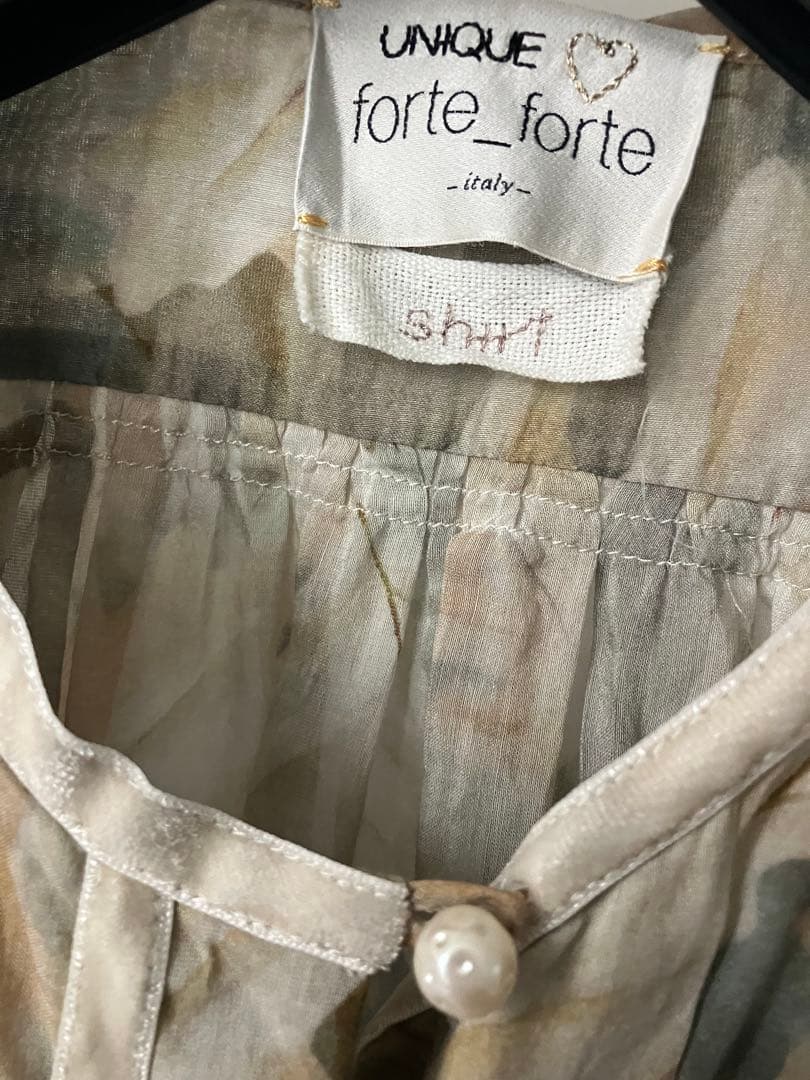 UNIQUE
forte_forte
- italy -
shirt